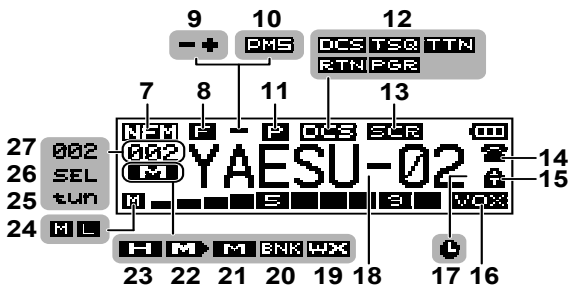 9 10 12
- + PMS DCS TSQ TTN
RTN PGR
7 8 11 13
NFM F - P DCS SCR
27 002 002 YAESU-02 14
26 SEL M 15
25 tun
24 M L M S 9 VOX
H M M BNK WX 18 17 16
23 22 21 20 19